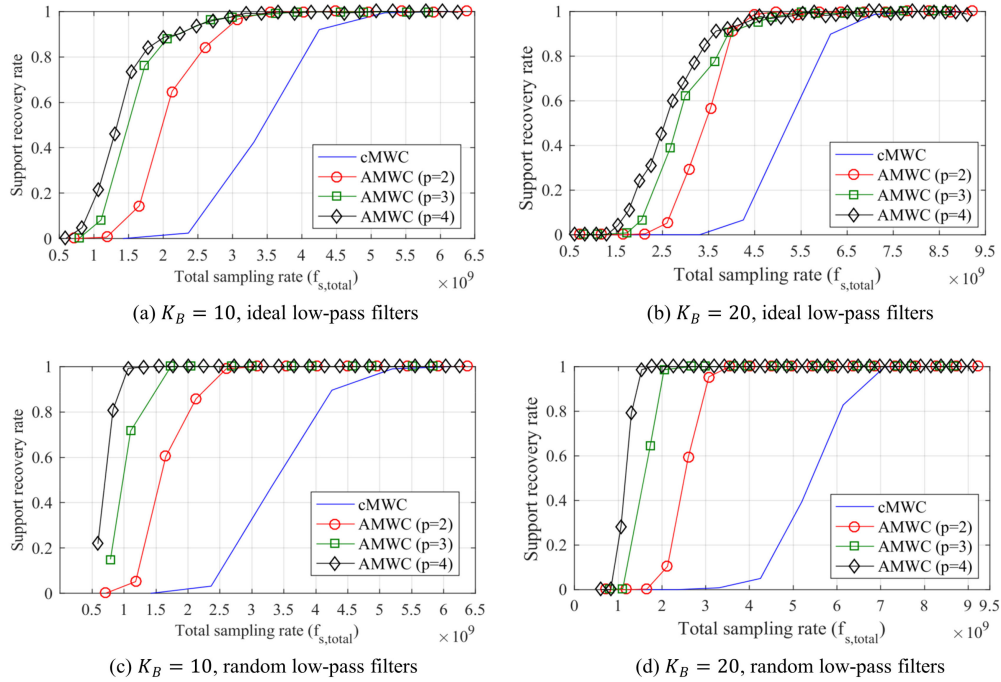 Support recovery rate
1
0.8
0.6
0.4
0.2
0
cMWC
AMWC (p=2)
AMWC (p=3)
AMWC (p=4)
0.5 1 1.5 2 2.5 3 3.5 4 4.5 5 5.5 6 6.5
Total sampling rate (f_s,total)
×10^9
(a) K_B = 10, ideal low-pass filters
Support recovery rate
1
0.8
0.6
0.4
0.2
0
cMWC
AMWC (p=2)
AMWC (p=3)
AMWC (p=4)
0.5 1.5 2.5 3.5 4.5 5.5 6.5 7.5 8.5 9.5
Total sampling rate (f_s,total)
×10^9
(b) K_B = 20, ideal low-pass filters
Support recovery rate
1
0.8
0.6
0.4
0.2
0
cMWC
AMWC (p=2)
AMWC (p=3)
AMWC (p=4)
0.5 1 1.5 2 2.5 3 3.5 4 4.5 5 5.5 6 6.5
Total sampling rate (f_s,total)
×10^9
(c) K_B = 10, random low-pass filters
Support recovery rate
1
0.8
0.6
0.4
0.2
0
cMWC
AMWC (p=2)
AMWC (p=3)
AMWC (p=4)
0 1 2 3 4 5 6 7 8 9 9.5
Total sampling rate (f_s,total)
×10^9
(d) K_B = 20, random low-pass filters